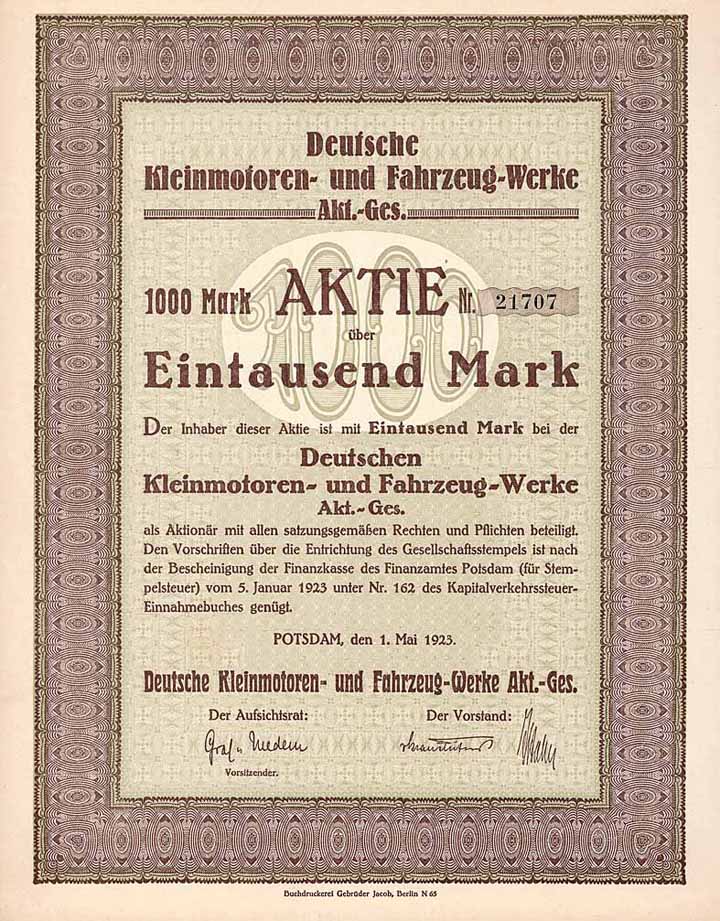 Deutsche
Kleinmotoren- und Fahrzeug-Werke
Akt.-Ges.
1000
1000 Mark AKTIE Nr. 21707
über
Eintausend Mark
Der Inhaber dieser Aktie ist mit Eintausend Mark bei der
Deutschen
Kleinmotoren- und Fahrzeug-Werke
Akt.-Ges.
als Aktionär mit allen satzungsgemäßen Rechten und Pflichten beteiligt.
Den Vorschriften über die Entrichtung des Gesellschaftsstempels ist nach
der Bescheinigung der Finanzkasse des Finanzamtes Potsdam (für Stem-
pelsteuer) vom 5. Januar 1923 unter Nr. 162 des Kapitalverkehrssteuer-
Einnahmebuches genügt.
POTSDAM, den 1. Mai 1923.
Deutsche Kleinmotoren- und Fahrzeug-Werke Akt.-Ges.
Der Aufsichtsrat: Der Vorstand:
Graf v Medem
Vorsitzender.
Buchdruckerei Gebrüder Jacob, Berlin N 65